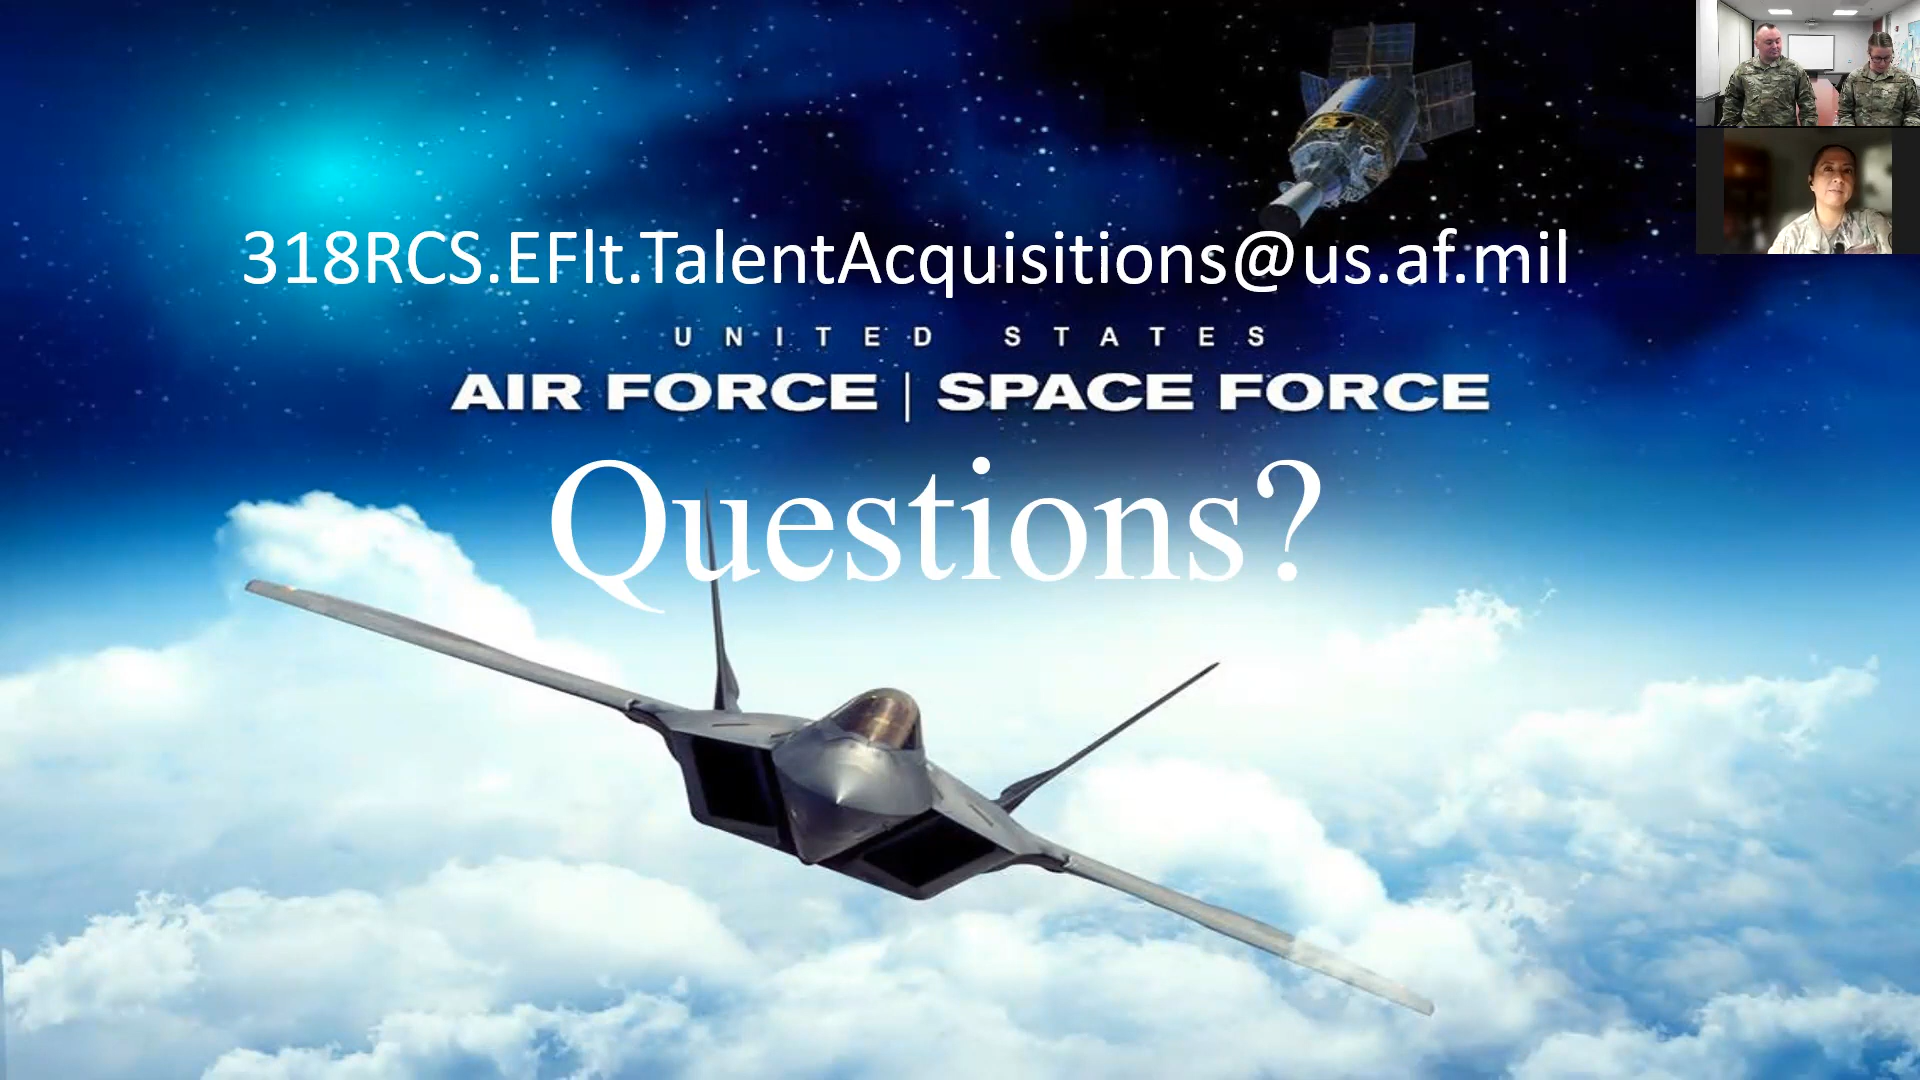 318RCS.EFlt.TalentAcquisitions@us.af.mil
UNITED STATES
AIR FORCE | SPACE FORCE
Questions?